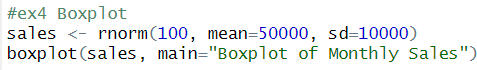 #ex4 Boxplot
sales <- rnorm(100, mean=50000, sd=10000)
boxplot(sales, main="Boxplot of Monthly Sales")